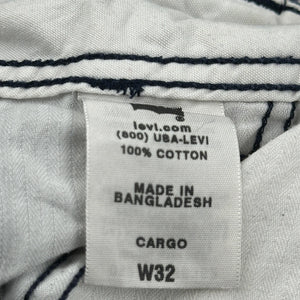 levi.com
(800) USA-LEVI
100% COTTON
MADE IN
BANGLADESH
CARGO
W32